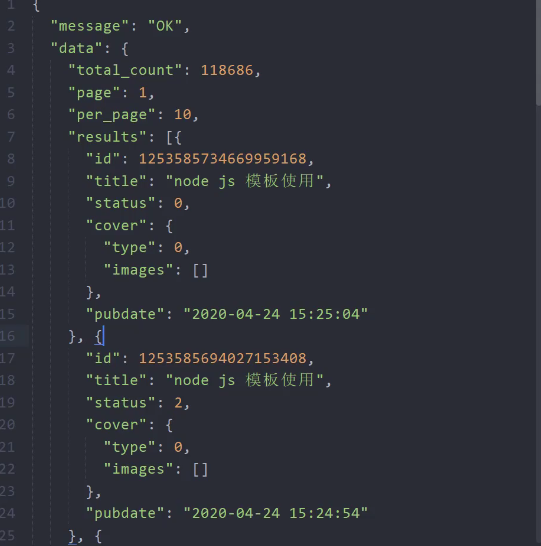 1 {
2 "message": "OK",
3 "data": {
4 "total_count": 118686,
5 "page": 1,
6 "per_page": 10,
7 "results": [{
8 "id": 1253585734669959168,
9 "title": "node js 模板使用",
10 "status": 0,
11 "cover": {
12 "type": 0,
13 "images": []
14 },
15 "pubdate": "2020-04-24 15:25:04"
16 }, {
17 "id": 1253585694027153408,
18 "title": "node js 模板使用",
19 "status": 2,
20 "cover": {
21 "type": 0,
22 "images": []
23 },
24 "pubdate": "2020-04-24 15:24:54"
25 }, {